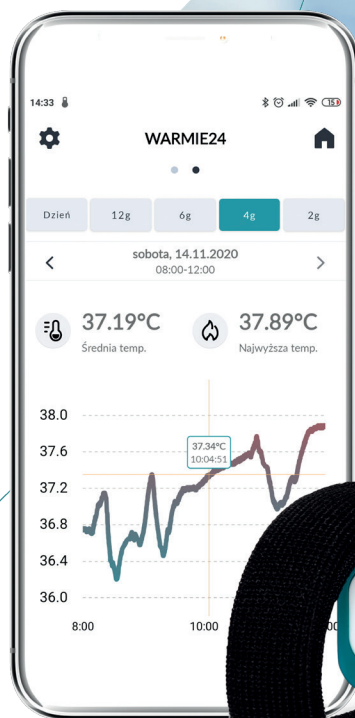 14:33
15
WARMIE24
Dzień 12g 6g 4g 2g
sobota, 14.11.2020
08:00-12:00
37.19°C 37.89°C
Średnia temp. Najwyższa temp.
38.0
37.6
37.34°C
10:04:51
37.2
36.8
36.4
36.0
8:00 10:00